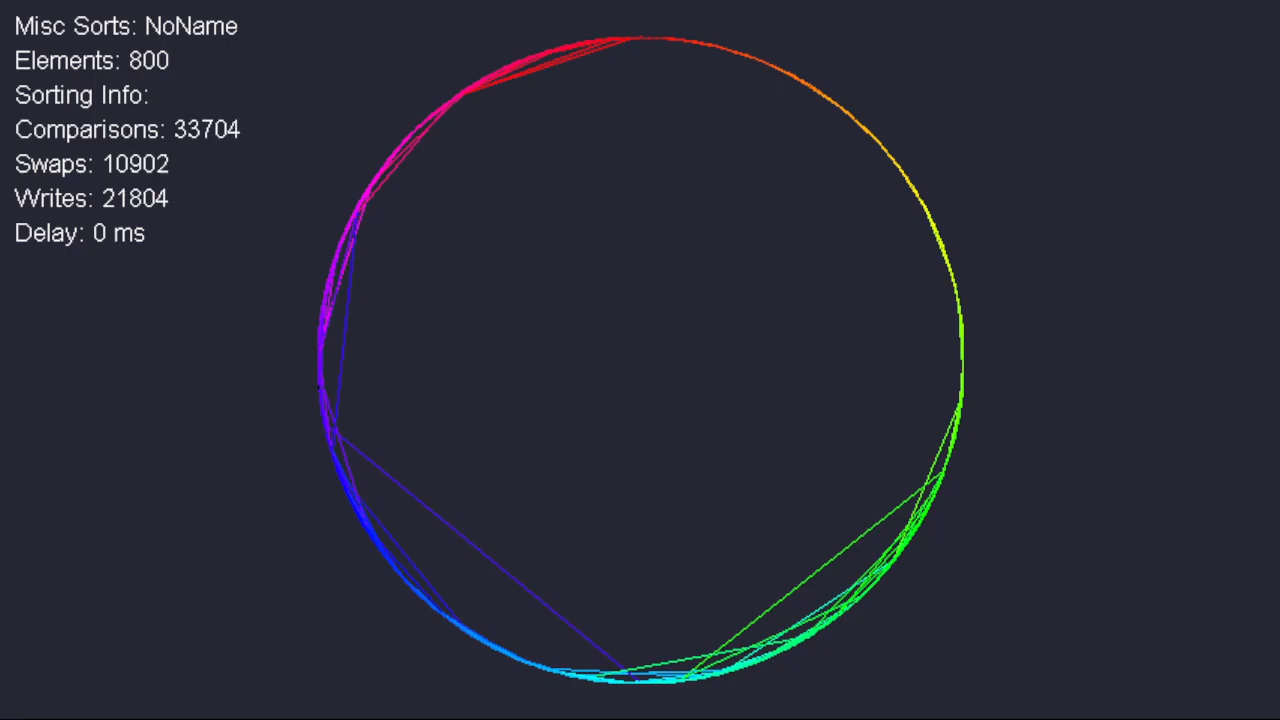 Misc Sorts: NoName
Elements: 800
Sorting Info:
Comparisons: 33704
Swaps: 10902
Writes: 21804
Delay: 0 ms